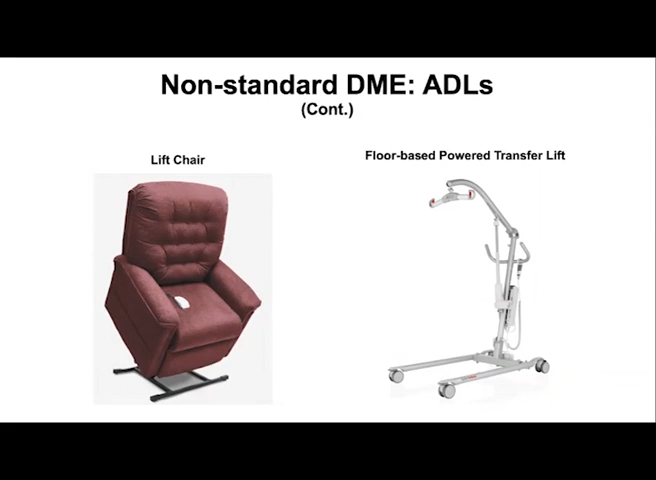 Non-standard DME: ADLs
(Cont.)
Lift Chair
Floor-based Powered Transfer Lift